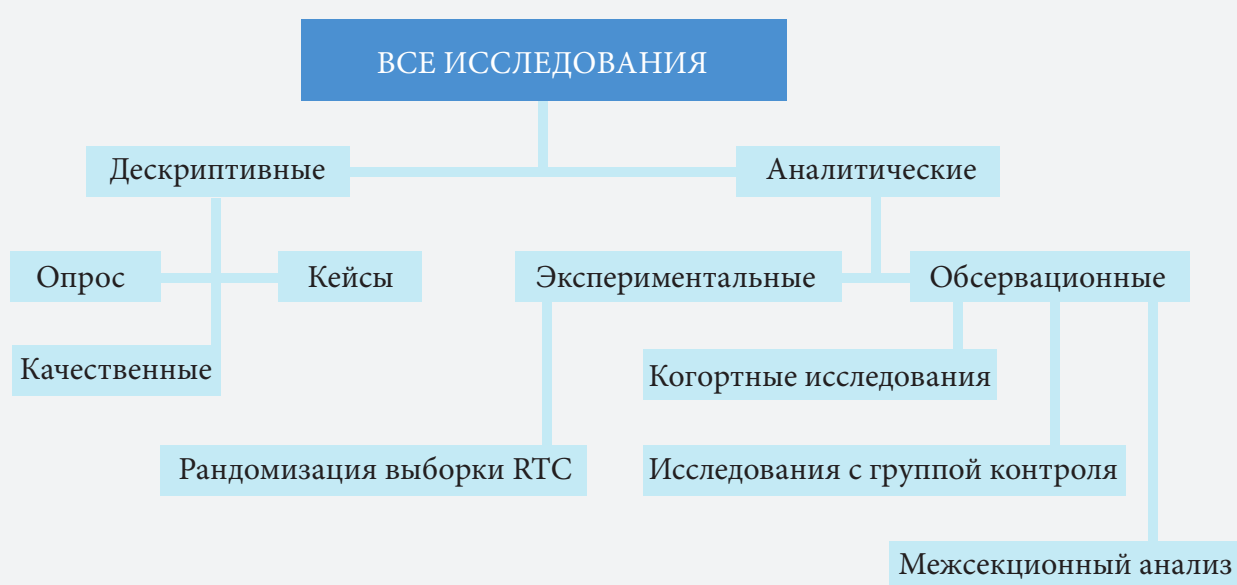 ВСЕ ИССЛЕДОВАНИЯ
Дескриптивные
Аналитические
Опрос
Кейсы
Экспериментальные
Обсервационные
Качественные
Когортные исследования
Рандомизация выборки RTC
Исследования с группой контроля
Межсекционный анализ